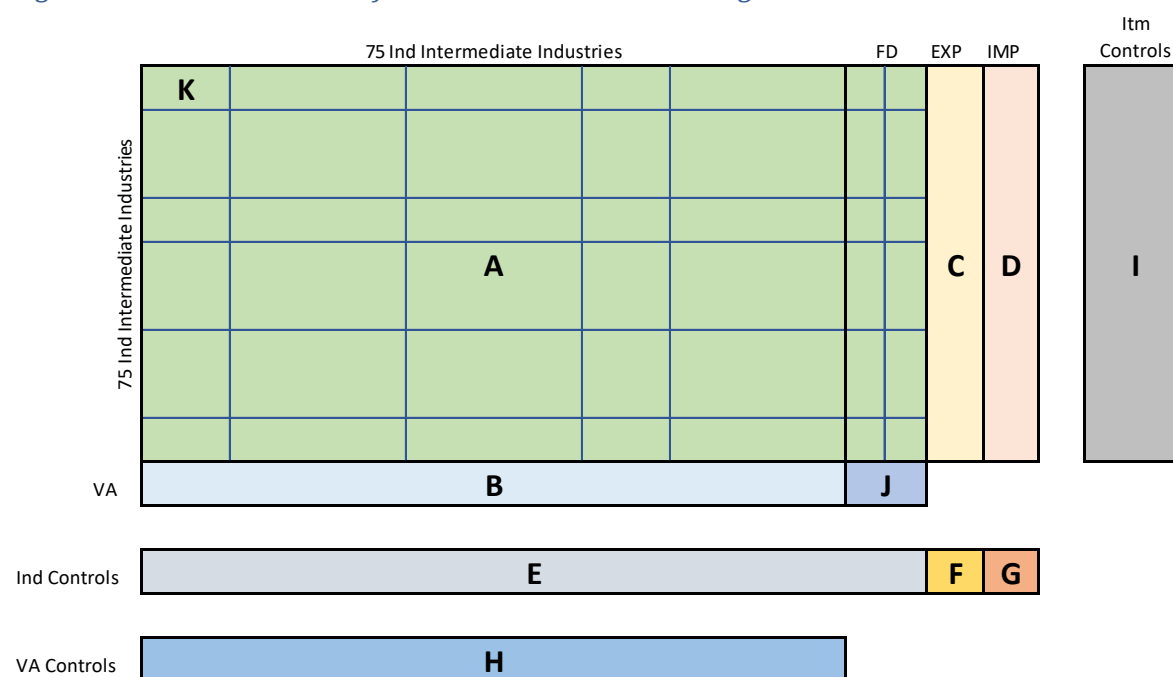 Itm
75 Ind Intermediate Industries FD EXP IMP Controls
K
75 Ind Intermediate Industries
A C D I
VA B J
Ind Controls E F G
VA Controls H